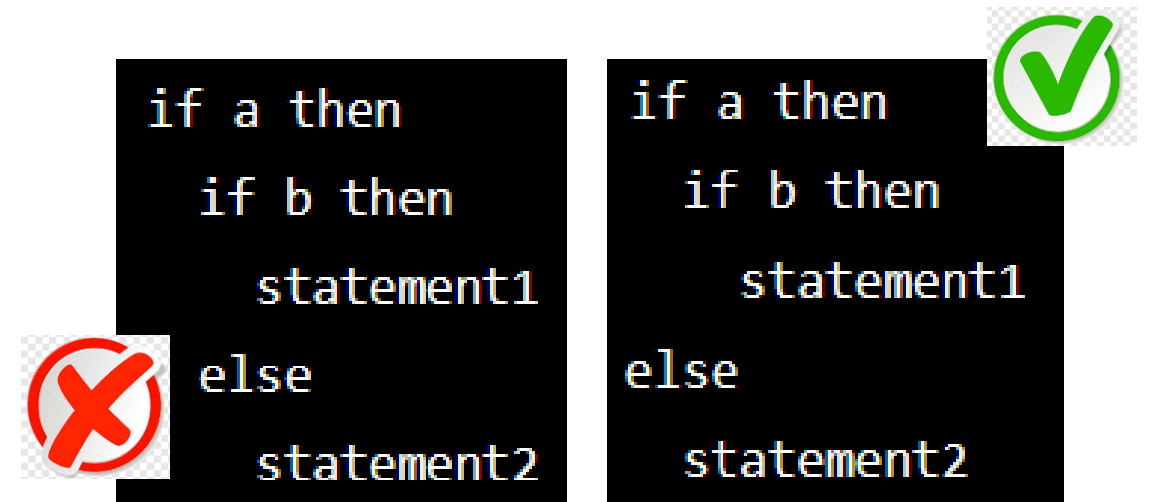 if a then
if b then
statement1
else
statement2
if a then
if b then
statement1
else
statement2